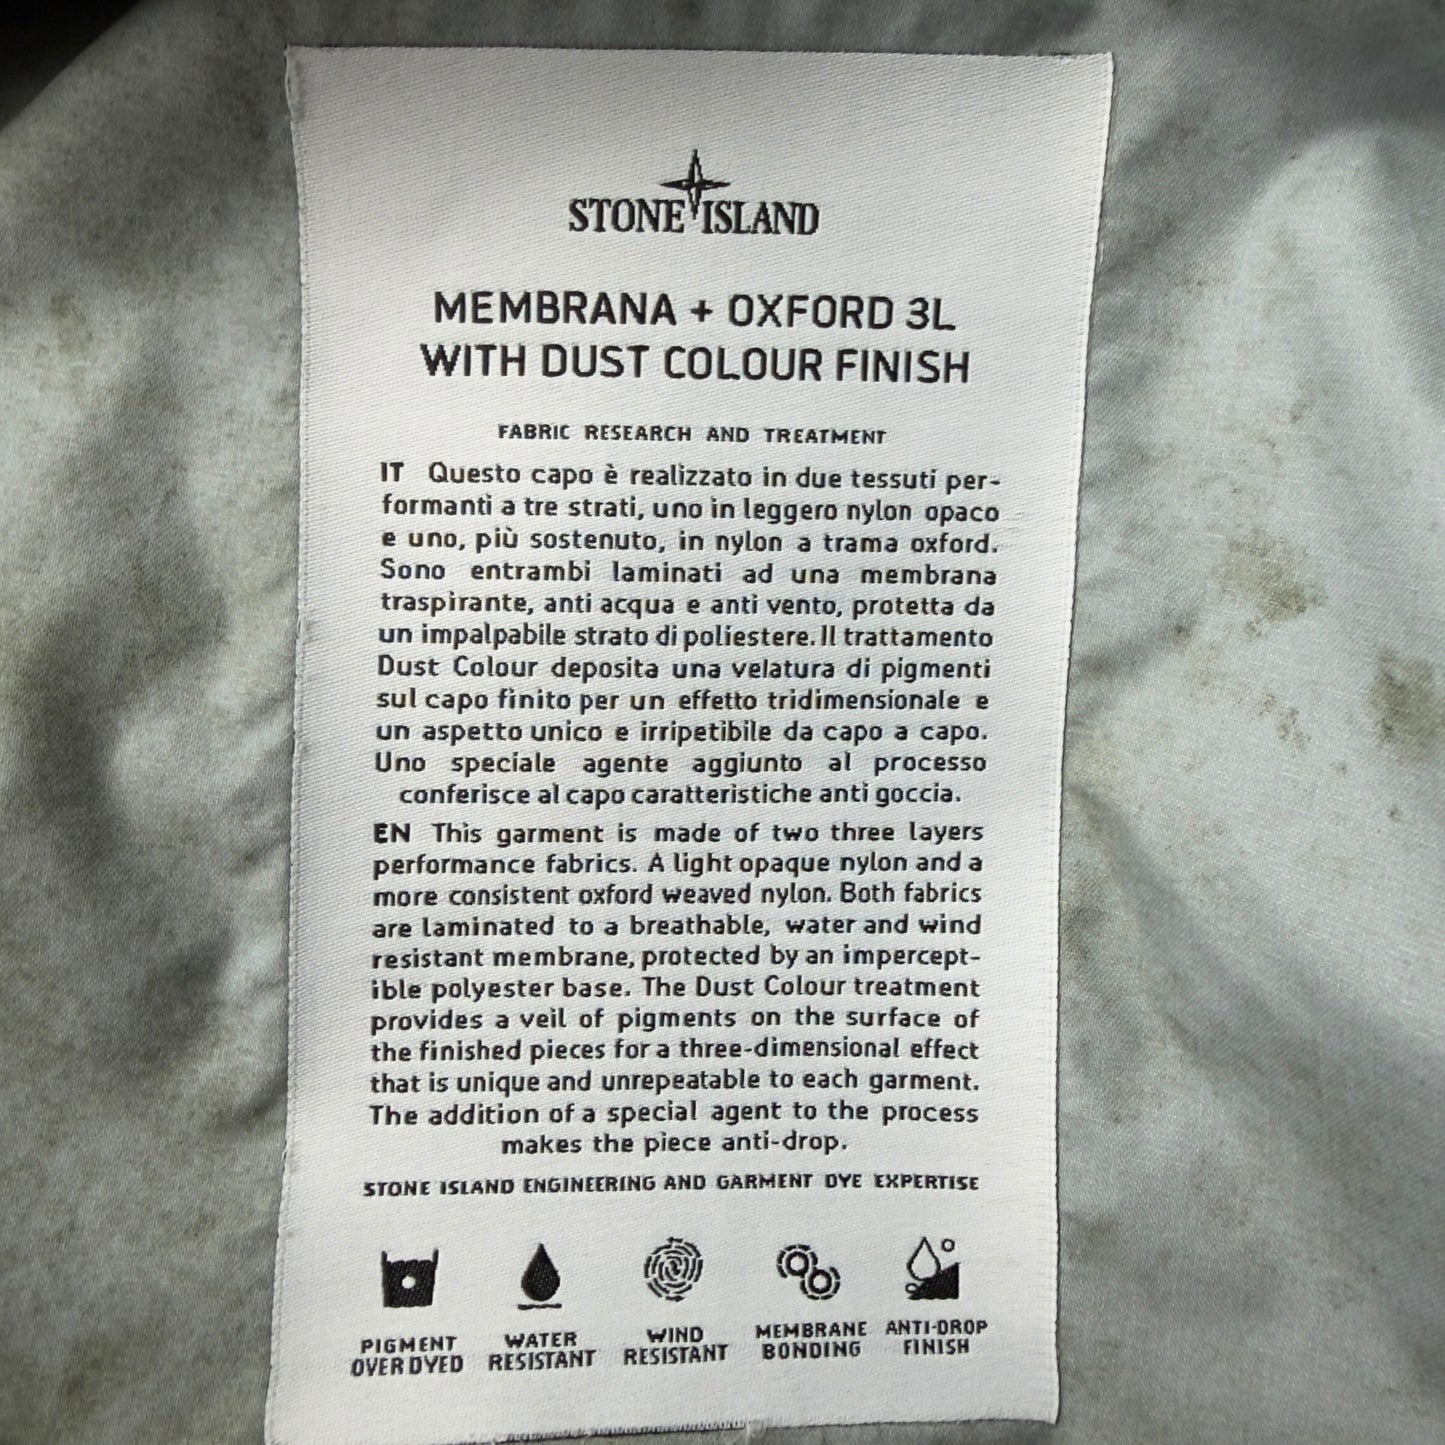 STONE ISLAND
MEMBRANA + OXFORD 3L
WITH DUST COLOUR FINISH
FABRIC RESEARCH AND TREATMENT
IT Questo capo è realizzato in due tessuti per-
formanti a tre strati, uno in leggero nylon opaco
e uno, più sostenuto, in nylon a trama oxford.
Sono entrambi laminati ad una membrana
traspirante, anti acqua e anti vento, protetta da
un impalpabile strato di poliestere. Il trattamento
Dust Colour deposita una velatura di pigmenti
sul capo finito per un effetto tridimensionale e
un aspetto unico e irripetibile da capo a capo.
Uno speciale agente aggiunto al processo
conferisce al capo caratteristiche anti goccia.
EN This garment is made of two three layers
performance fabrics. A light opaque nylon and a
more consistent oxford weaved nylon. Both fabrics
are laminated to a breathable, water and wind
resistant membrane, protected by an impercept-
ible polyester base. The Dust Colour treatment
provides a veil of pigments on the surface of
the finished pieces for a three-dimensional effect
that is unique and unrepeatable to each garment.
The addition of a special agent to the process
makes the piece anti-drop.
STONE ISLAND ENGINEERING AND GARMENT DYE EXPERTISE
PIGMENT
OVER DYED
WATER
RESISTANT
WIND
RESISTANT
MEMBRANE
BONDING
ANTI-DROP
FINISH